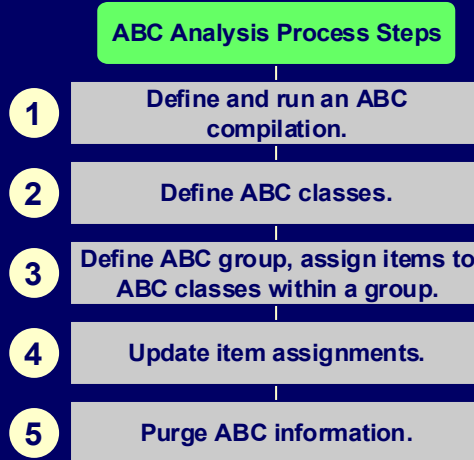 ABC Analysis Process Steps
1
Define and run an ABC
compilation.
2
Define ABC classes.
3
Define ABC group, assign items to
ABC classes within a group.
4
Update item assignments.
5
Purge ABC information.